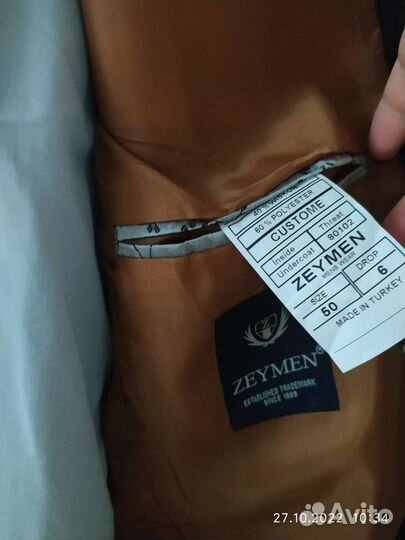 60 % POLYESTER
CUSTOME
Inside Threat
Undercoat 80102
ZEYMEN
MENS WEAR
SIZE DROP
50 6
MADE IN TURKEY
ZEYMEN®
ESTABLISHED TRADEMARK
SINCE 1989
27.10.2022 10:34
Avito